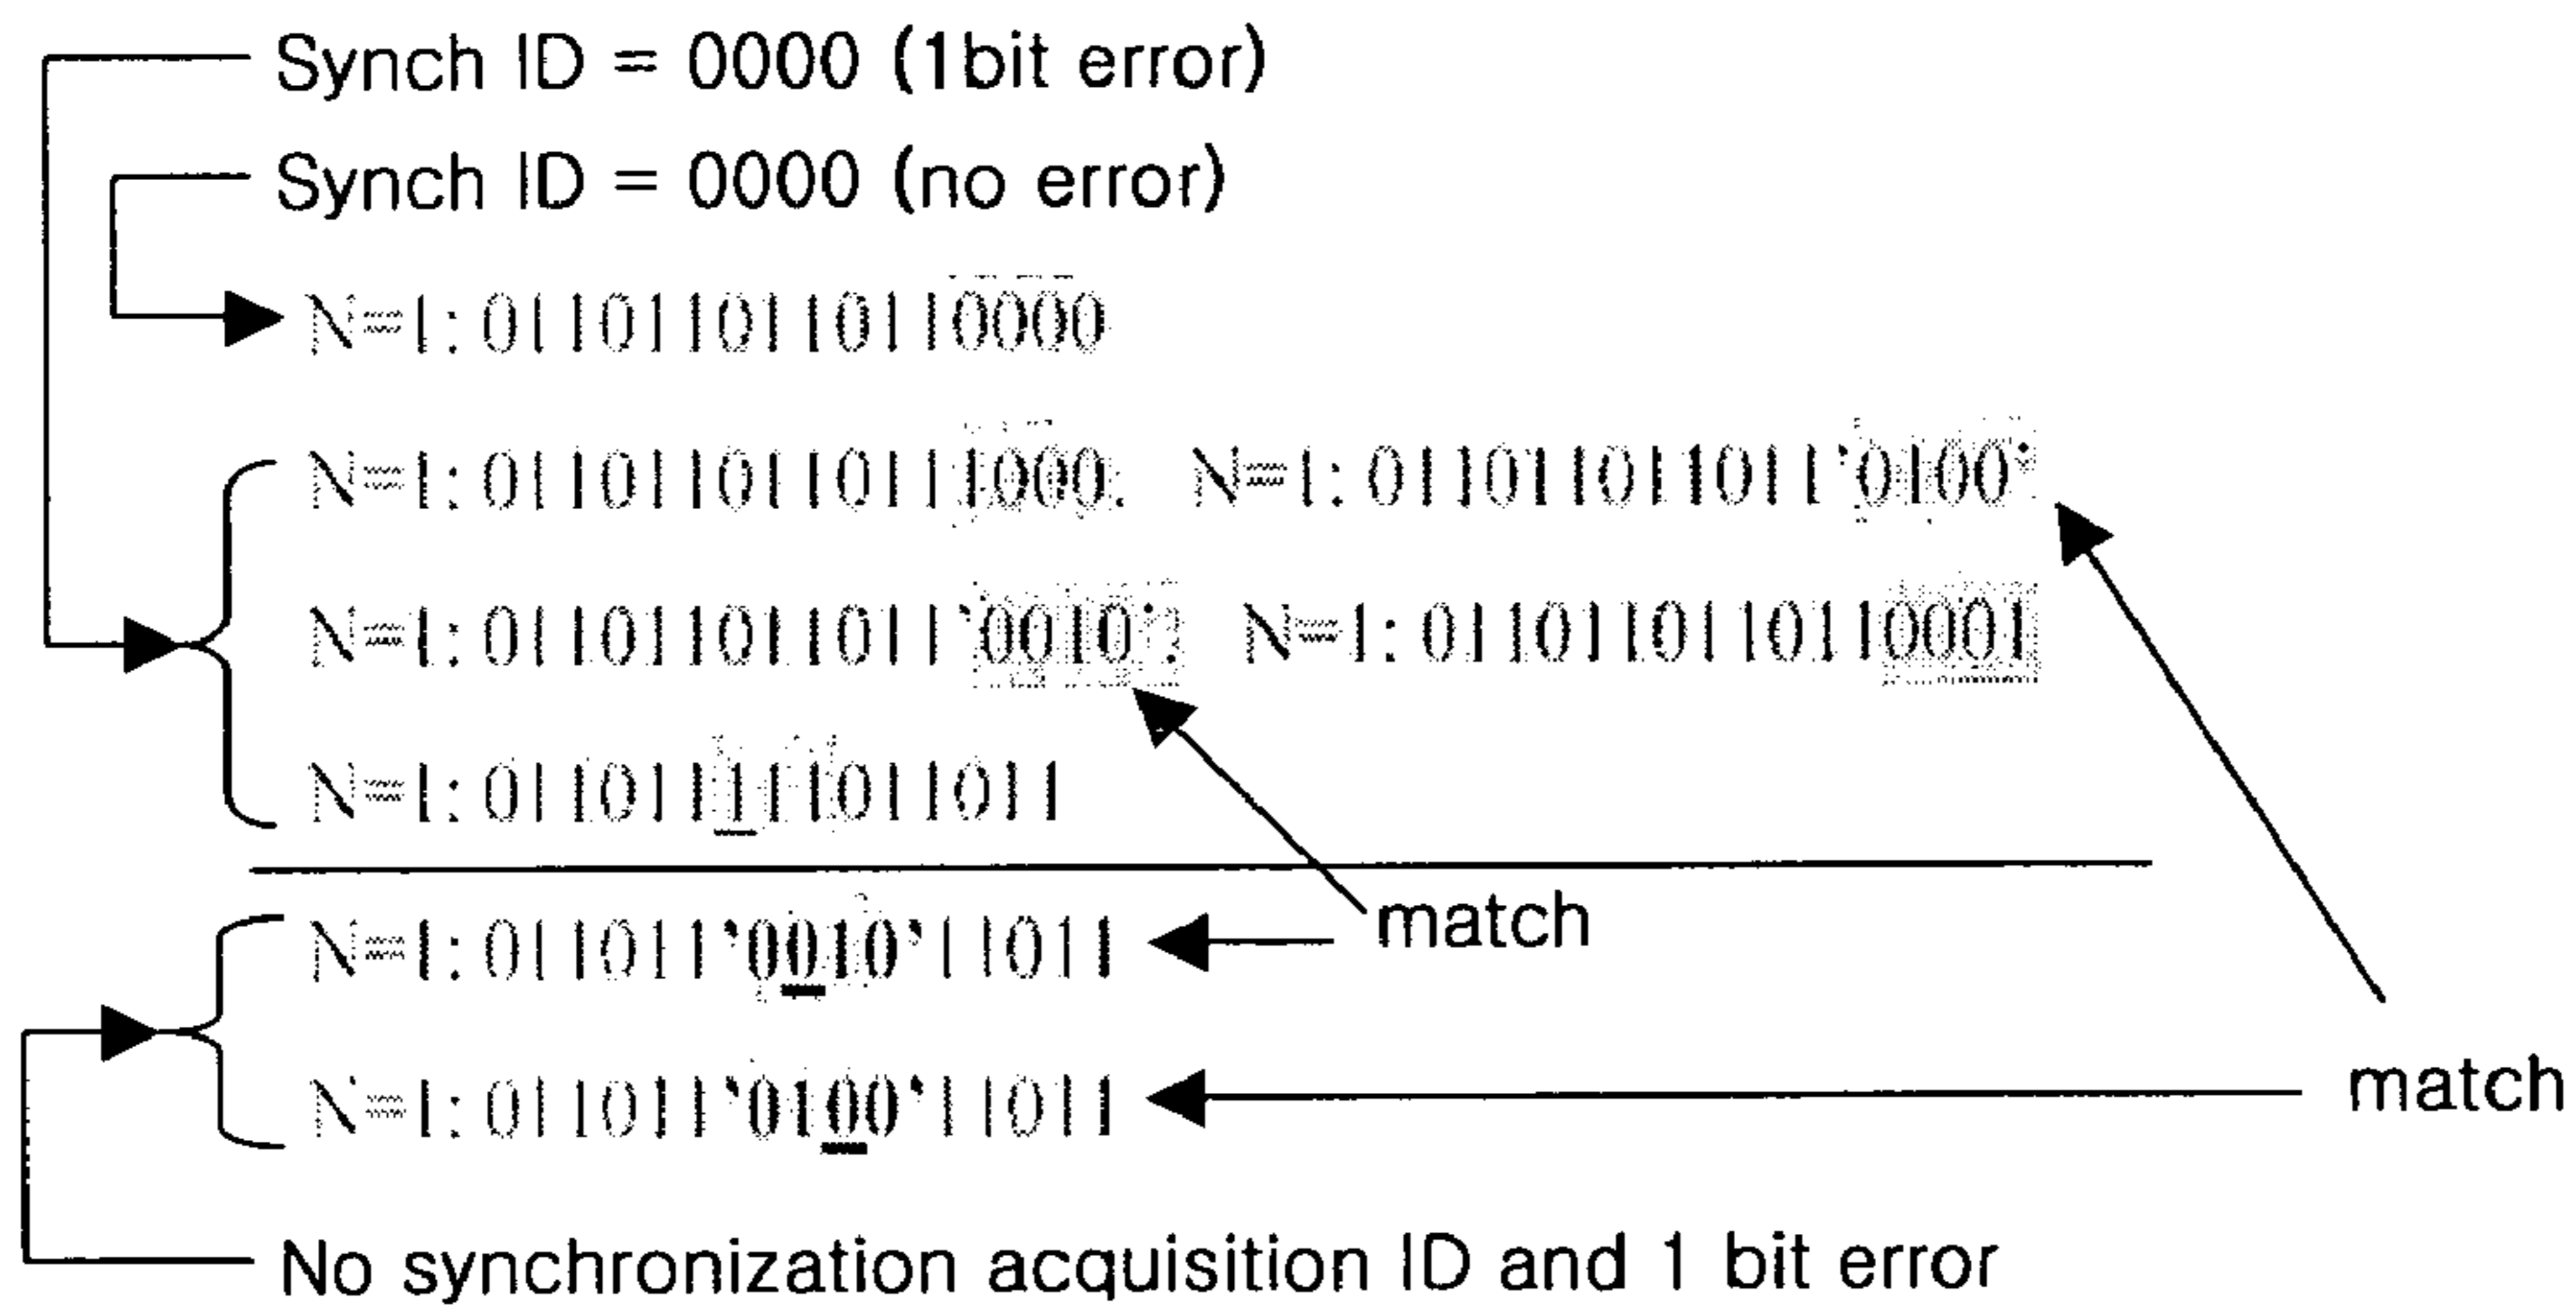 Synch ID = 0000 (1bit error)
Synch ID = 0000 (no error)
N=1: 0110110110110000
N=1: 0110110110111000. N=1: 011011011011‘0100’
N=1: 011011011011‘0010’. N=1: 0110110110110001
N=1: 011011111011011
N=1: 011011‘0010’11011
match
N=1: 011011‘0100’11011
match
No synchronization acquisition ID and 1 bit error